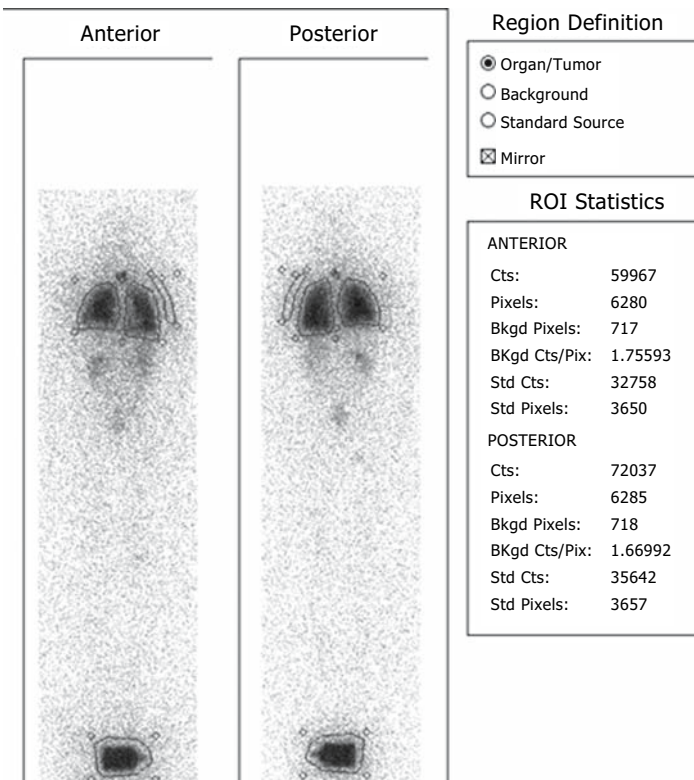 Anterior
Posterior
Region Definition
Organ/Tumor
Background
Standard Source
Mirror
ROI Statistics
ANTERIOR
Cts: 59967
Pixels: 6280
Bkgd Pixels: 717
BKgd Cts/Pix: 1.75593
Std Cts: 32758
Std Pixels: 3650
POSTERIOR
Cts: 72037
Pixels: 6285
Bkgd Pixels: 718
BKgd Cts/Pix: 1.66992
Std Cts: 35642
Std Pixels: 3657